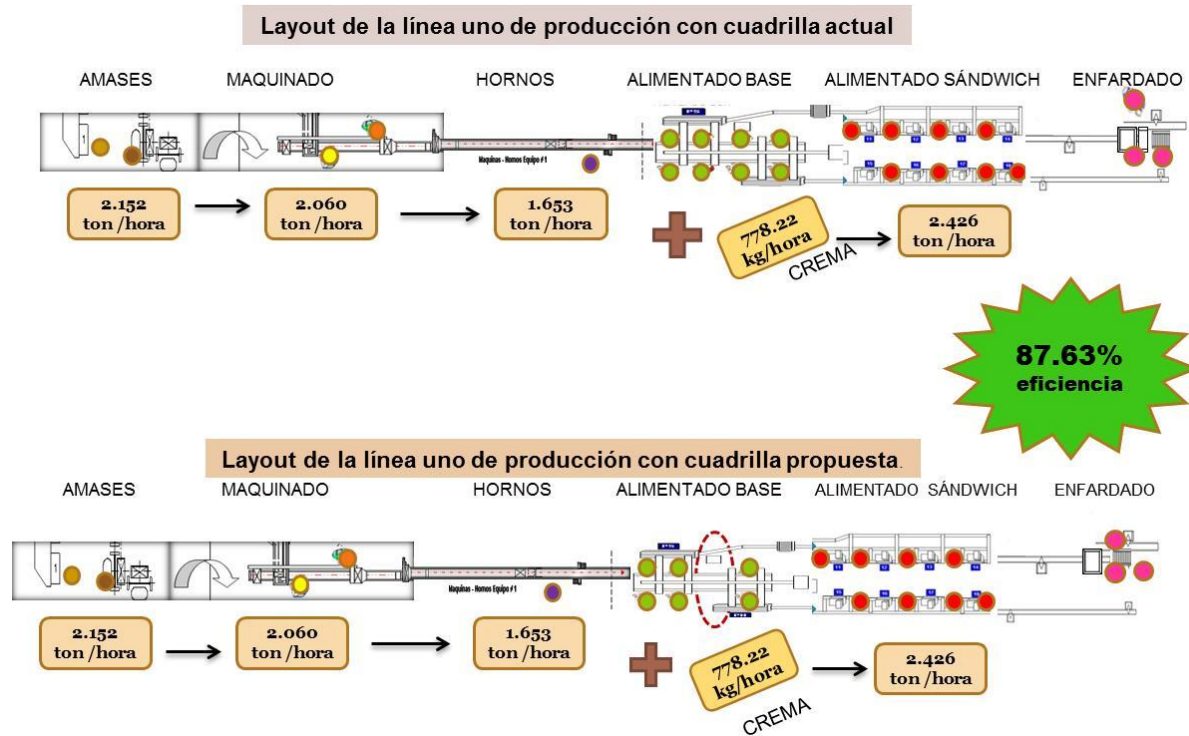 Layout de la línea uno de producción con cuadrilla actual
AMASES MAQUINADO HORNOS ALIMENTADO BASE ALIMENTADO SÁNDWICH ENFARDADO
Maquinas - Hornos Equipo #1
2.152
ton /hora
2.060
ton /hora
1.653
ton /hora
778.22
kg/hora
CREMA
2.426
ton /hora
87.63%
eficiencia
Layout de la línea uno de producción con cuadrilla propuesta.
AMASES MAQUINADO HORNOS ALIMENTADO BASE ALIMENTADO SÁNDWICH ENFARDADO
Maquinas - Hornos Equipo #1
2.152
ton /hora
2.060
ton /hora
1.653
ton /hora
778.22
kg/hora
CREMA
2.426
ton /hora